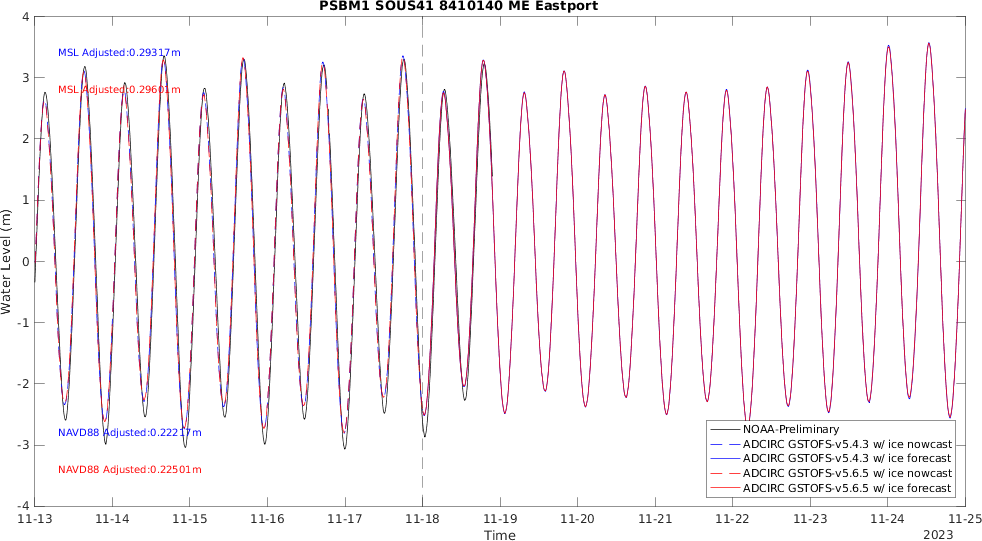 PSBM1 SOUS41 8410140 ME Eastport
4
3
2
1
0
-1
-2
-3
-4
Water Level (m)
MSL Adjusted:0.29317m
MSL Adjusted:0.29601m
NAVD88 Adjusted:0.22217m
NAVD88 Adjusted:0.22501m
NOAA-Preliminary
ADCIRC GSTOFS-v5.4.3 w/ ice nowcast
ADCIRC GSTOFS-v5.4.3 w/ ice forecast
ADCIRC GSTOFS-v5.6.5 w/ ice nowcast
ADCIRC GSTOFS-v5.6.5 w/ ice forecast
11-13 11-14 11-15 11-16 11-17 11-18 11-19 11-20 11-21 11-22 11-23 11-24 11-25
Time
2023